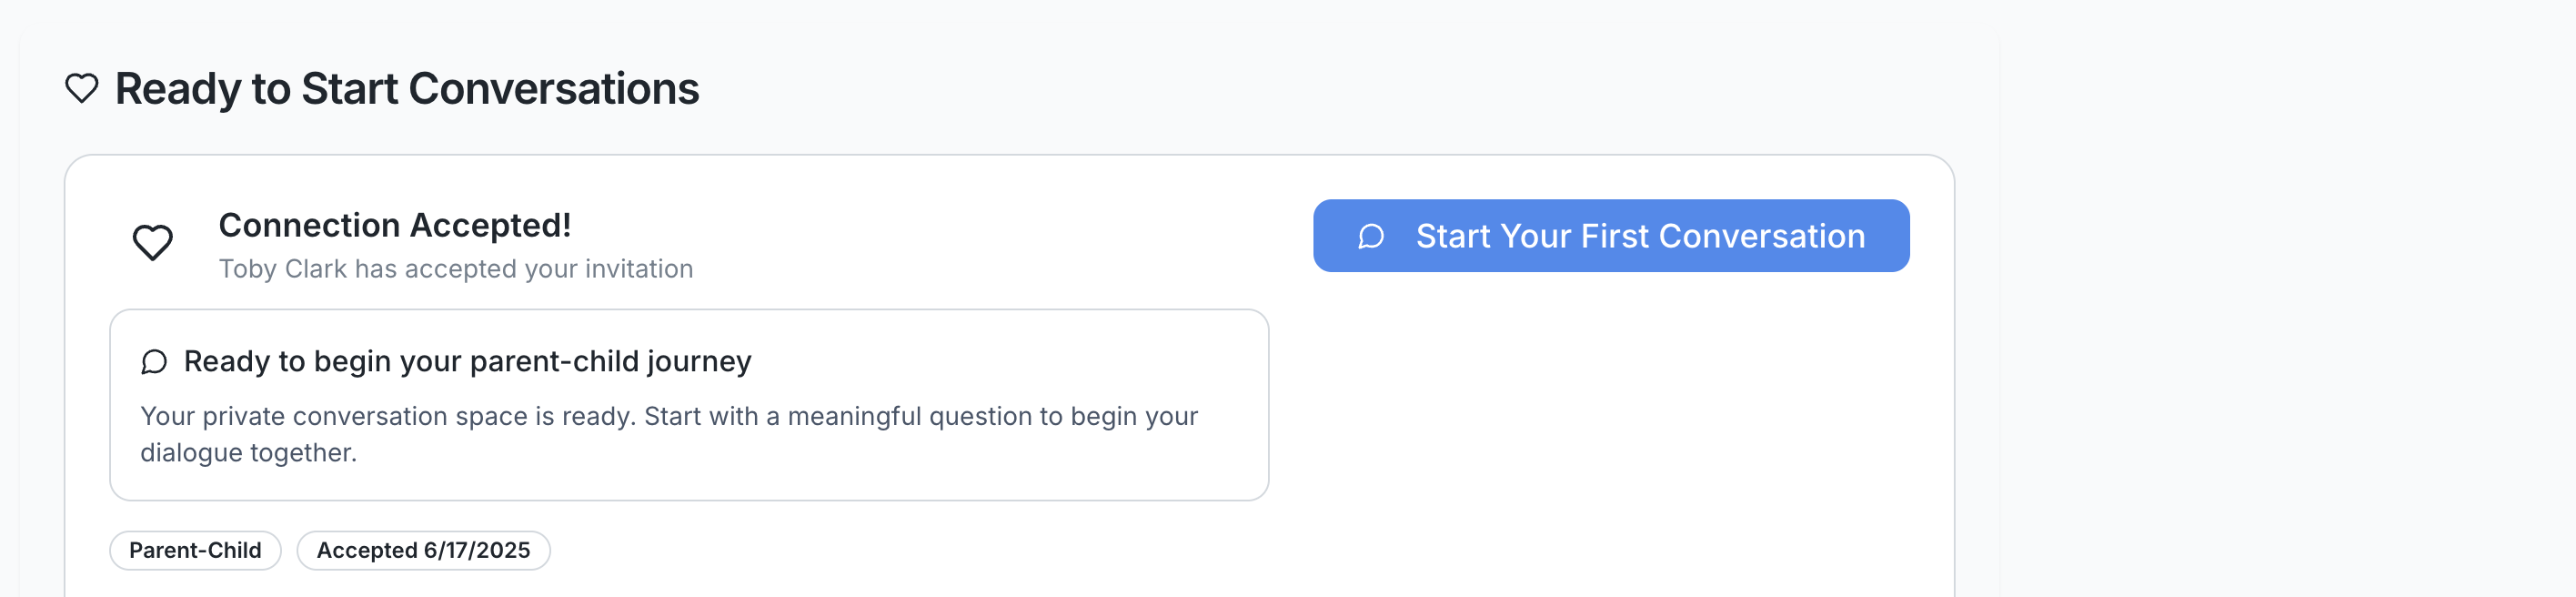 Ready to Start Conversations
Connection Accepted!
Toby Clark has accepted your invitation
Start Your First Conversation
Ready to begin your parent-child journey
Your private conversation space is ready. Start with a meaningful question to begin your
dialogue together.
Parent-Child
Accepted 6/17/2025